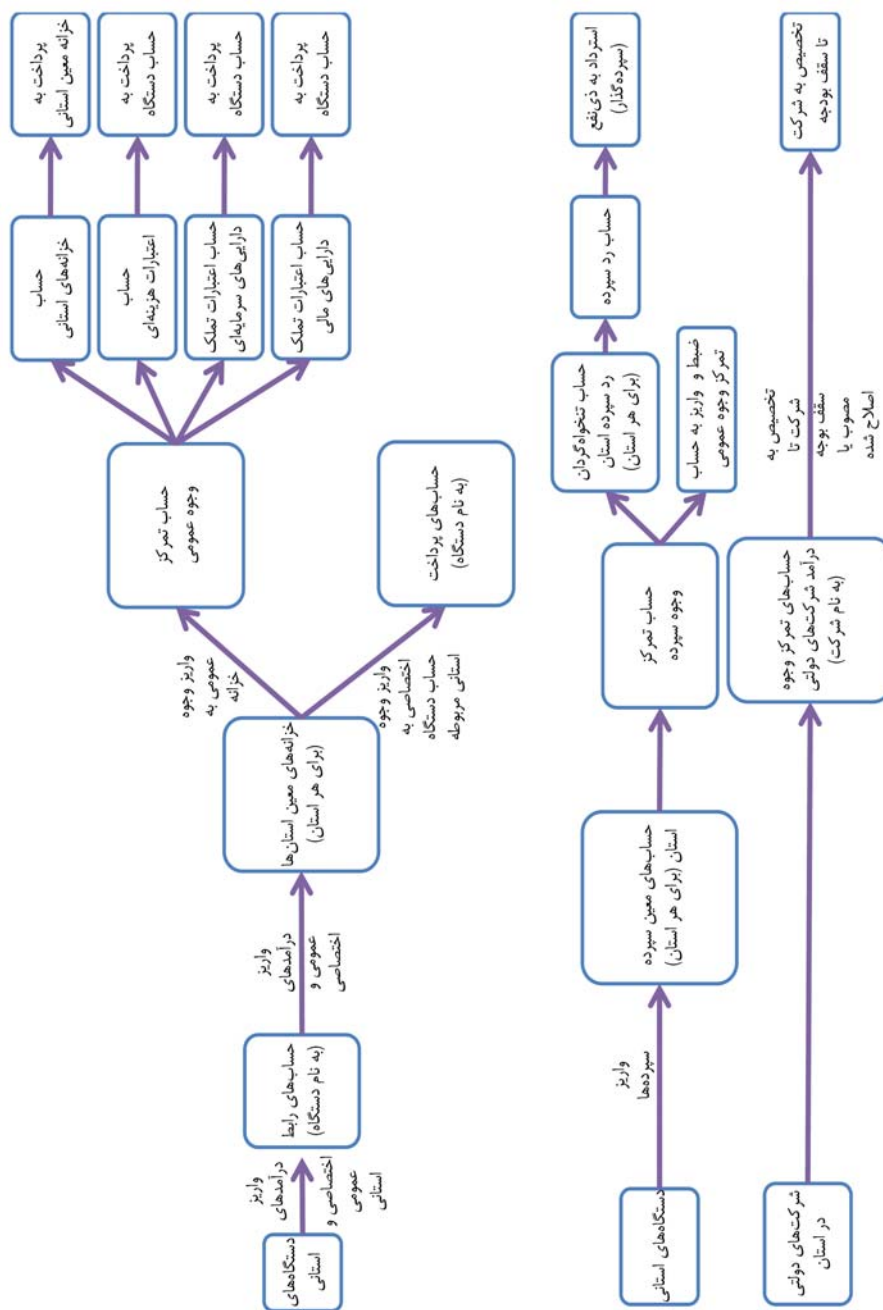 دستگاه‌های
استانی
واریز
درآمدهای
اختصاصی و
عمومی
استانی
حساب‌های رابط
(به نام دستگاه)
واریز
درآمدهای
عمومی و
اختصاصی
خزانه‌های معین استان‌ها
(برای هر استان)
واریز وجوه
عمومی به
خزانه
واریز وجوه
اختصاصی به
حساب دستگاه
استانی مربوطه
حساب تمرکز
وجوه عمومی
حساب‌های پرداخت
(به نام دستگاه)
حساب
خزانه‌های استانی
حساب
اعتبارات هزینه‌ای
حساب اعتبارات تملک
دارایی‌های سرمایه‌ای
حساب اعتبارات تملک
دارایی‌های مالی
پرداخت به
خزانه معین استانی
پرداخت به
حساب دستگاه
پرداخت به
حساب دستگاه
پرداخت به
حساب دستگاه
دستگاه‌های استانی
واریز
سپرده‌ها
حساب‌های معین سپرده
استان (برای هر استان)
حساب تمرکز
وجوه سپرده
حساب تنخواه‌گردان
رد سپرده استان
(برای هر استان)
ضبط و واریز به حساب
تمرکز وجوه عمومی
حساب رد سپرده
استرداد به ذی‌نفع
(سپرده‌گذار)
شرکت‌های دولتی
در استان
حساب‌های تمرکز وجوه
درآمد شرکت‌های دولتی
(به نام شرکت)
تخصیص به
شرکت تا
سقف بوجه
مصوب یا
اصلاح شده
تخصیص به شرکت
تا سقف بودجه